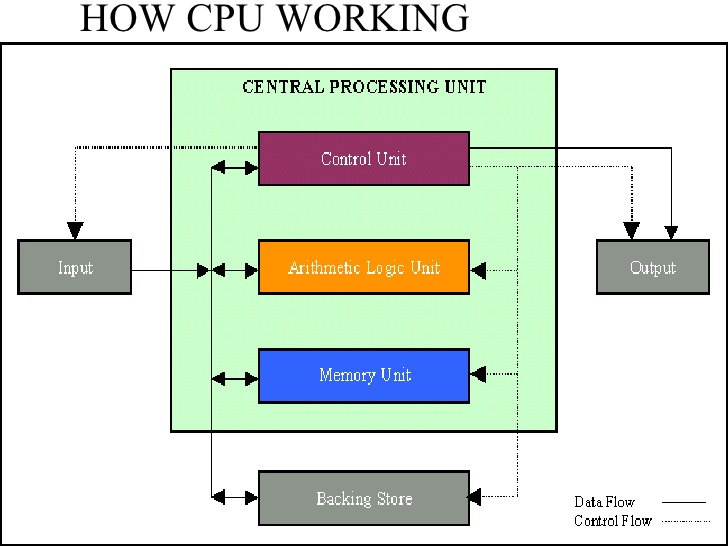 HOW CPU WORKING
CENTRAL PROCESSING UNIT
Control Unit
Input
Arithmetic Logic Unit
Output
Memory Unit
Backing Store
Data Flow
Control Flow